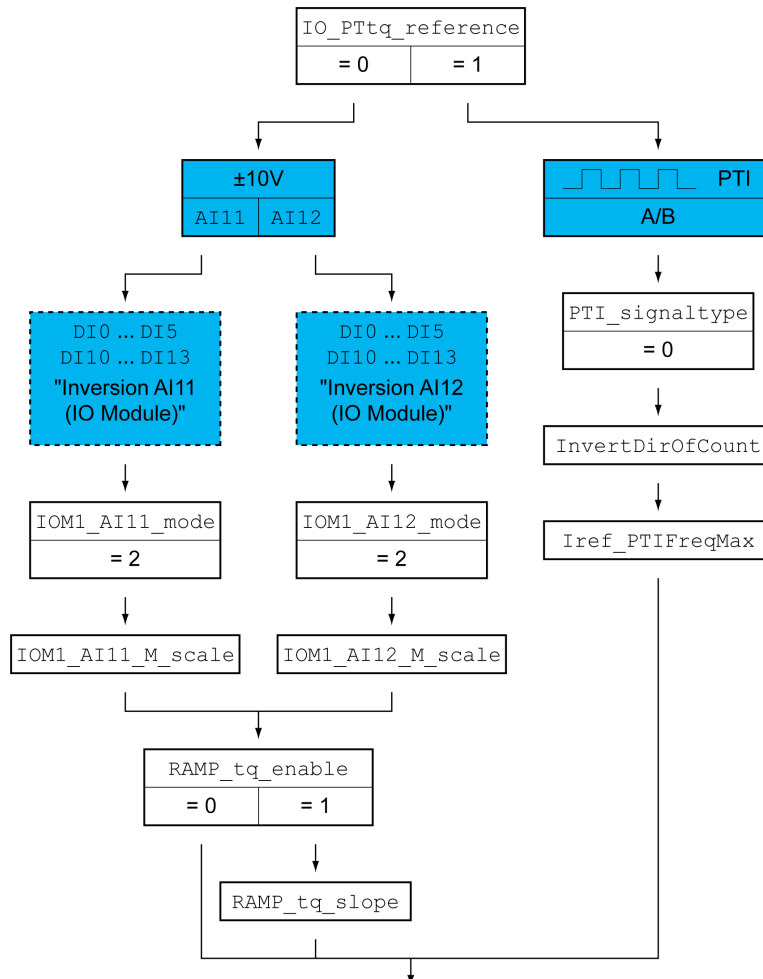 IO_PTtq_reference
= 0 = 1
±10V
AI11 AI12
PTI
A/B
DI0 ... DI5
DI10 ... DI13
"Inversion AI11
(IO Module)"
DI0 ... DI5
DI10 ... DI13
"Inversion AI12
(IO Module)"
PTI_signaltype
= 0
InvertDirOfCount
IOM1_AI11_mode
= 2
IOM1_AI12_mode
= 2
Iref_PTIFreqMax
IOM1_AI11_M_scale
IOM1_AI12_M_scale
RAMP_tq_enable
= 0 = 1
RAMP_tq_slope